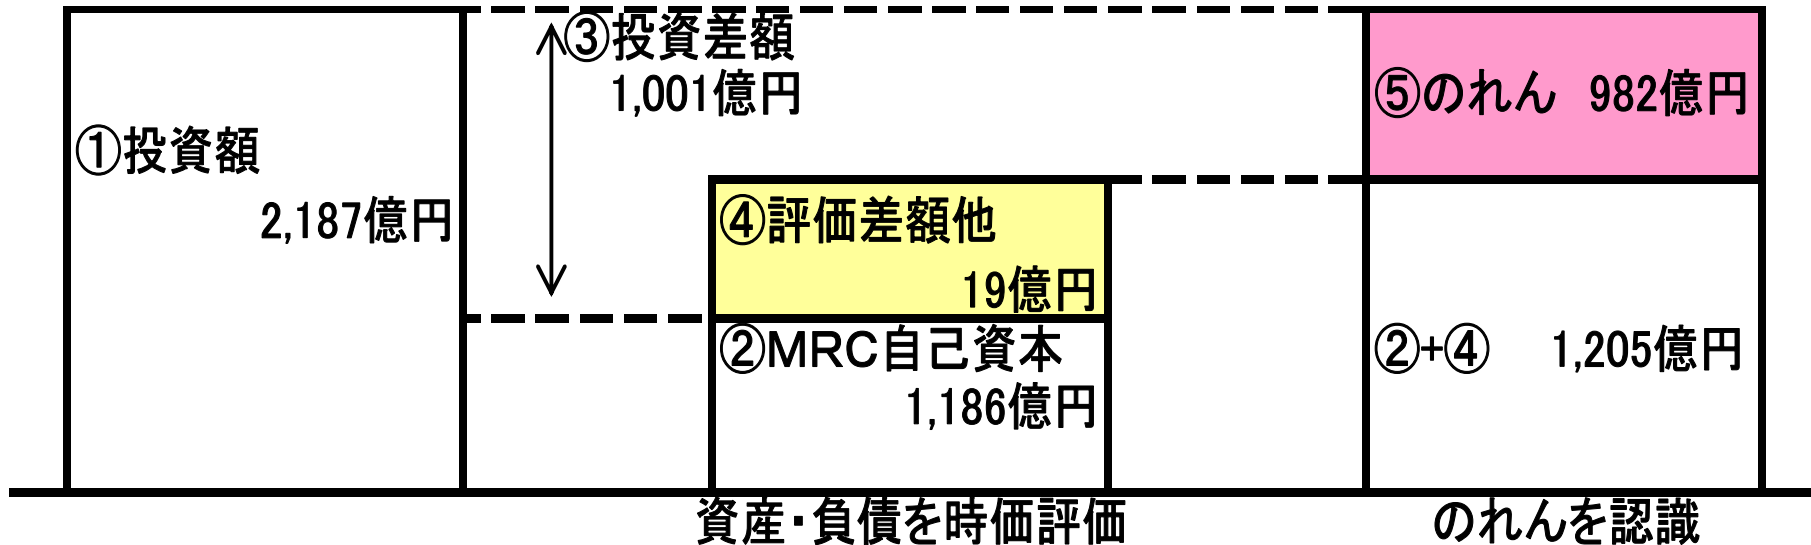 ①投資額
2,187億円
③投資差額
1,001億円
④評価差額他
19億円
②MRC自己資本
1,186億円
資産・負債を時価評価
⑤のれん 982億円
②+④ 1,205億円
のれんを認識